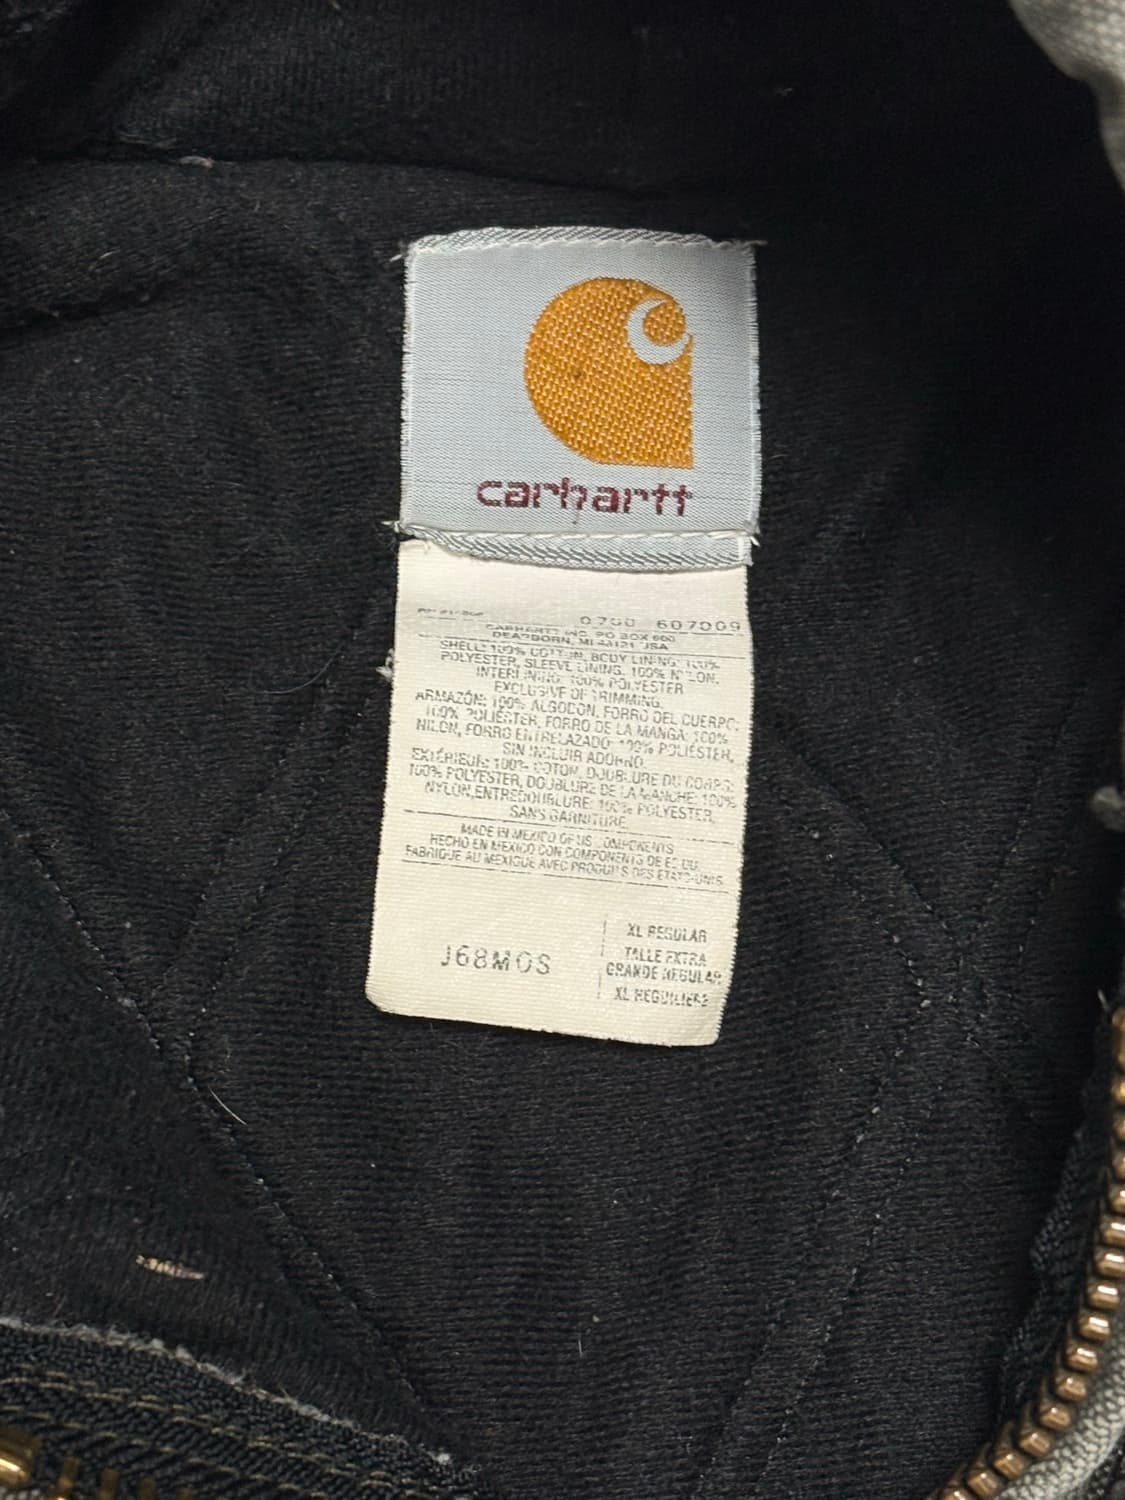 carhartt
0700 607009
CARHARTT INC. PO BOX 600
DEARBORN, MI 48121 USA
SHELL: 100% COTTON, BODY LINING: 100%
POLYESTER, SLEEVE LINING: 100% NYLON,
INTERLINING: 100% POLYESTER
EXCLUSIVE OF TRIMMING.
ARMAZÓN: 100% ALGODON, FORRO DEL CUERPO:
100% POLIÉSTER, FORRO DE LA MANGA: 100%
NILON, FORRO ENTRELAZADO: 100% POLIÉSTER,
SIN INCLUIR ADORNO.
EXTÉRIEUR: 100% COTON, DOUBLURE DU CORPS:
100% POLYESTER, DOUBLURE DE LA MANCHE: 100%
NYLON, ENTREDOUBLURE: 100% POLYESTER,
SANS GARNITURE.
MADE IN MEXICO OF US COMPONENTS
HECHO EN MEXICO CON COMPONENTS DE EE.UU.
FABRIQUE AU MEXIQUE AVEC PRODUITS DES ETATS-UNIS
J68MOS
XL REGULAR
TALLE EXTRA
GRANDE REGULAR
XL REGULIERE